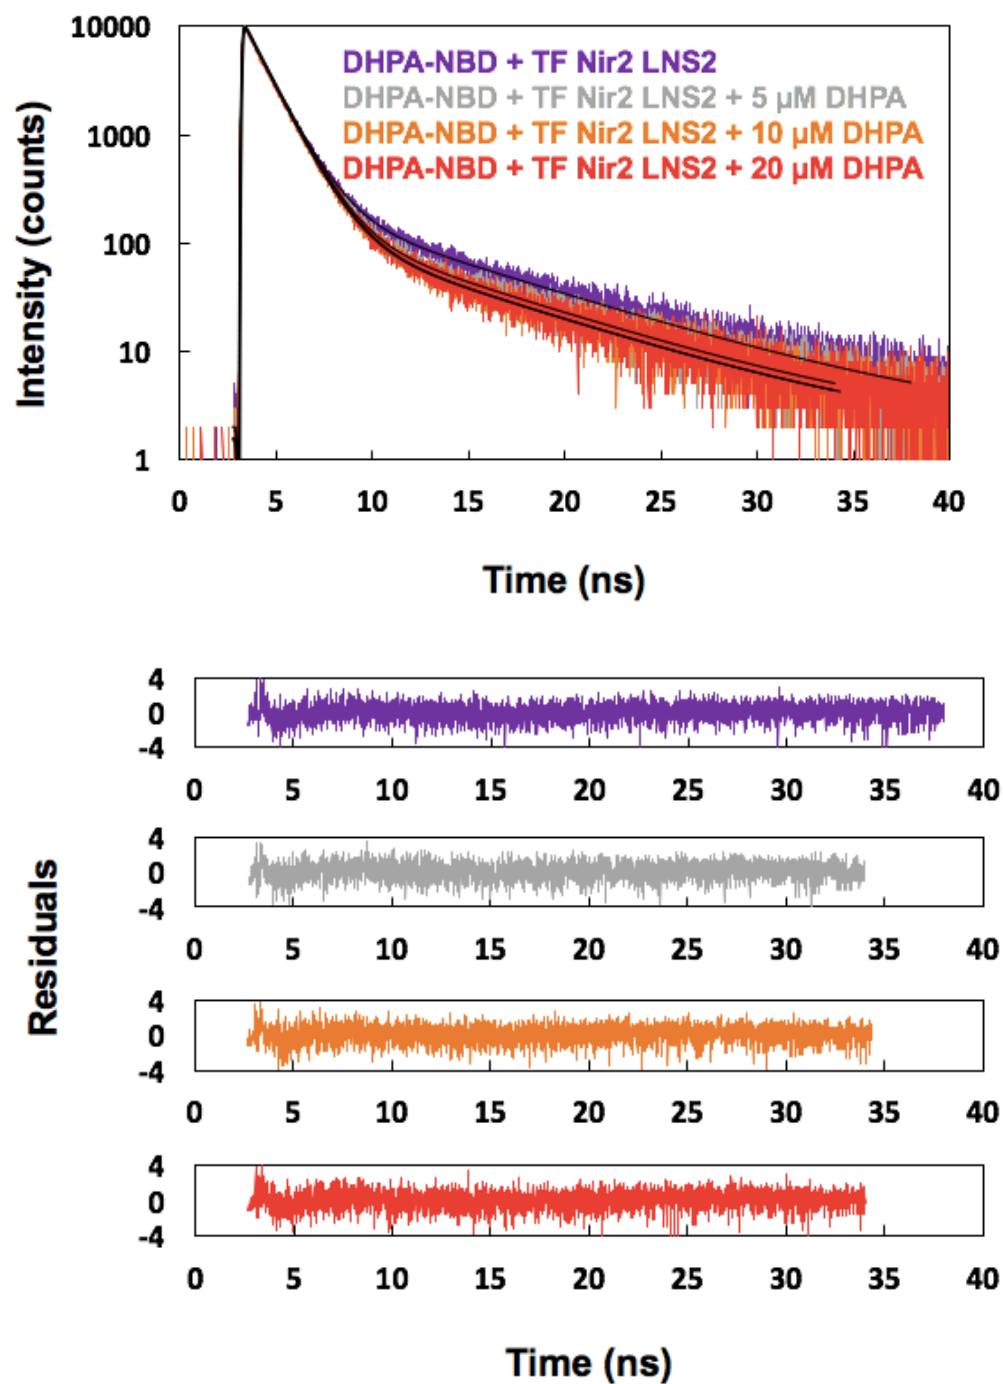 10000
1000
100
10
1
Intensity (counts)
DHPA-NBD + TF Nir2 LNS2
DHPA-NBD + TF Nir2 LNS2 + 5 µM DHPA
DHPA-NBD + TF Nir2 LNS2 + 10 µM DHPA
DHPA-NBD + TF Nir2 LNS2 + 20 µM DHPA
0 5 10 15 20 25 30 35 40
Time (ns)
Residuals
4
0
-4
0 5 10 15 20 25 30 35 40
4
0
-4
0 5 10 15 20 25 30 35 40
4
0
-4
0 5 10 15 20 25 30 35 40
4
0
-4
0 5 10 15 20 25 30 35 40
Time (ns)